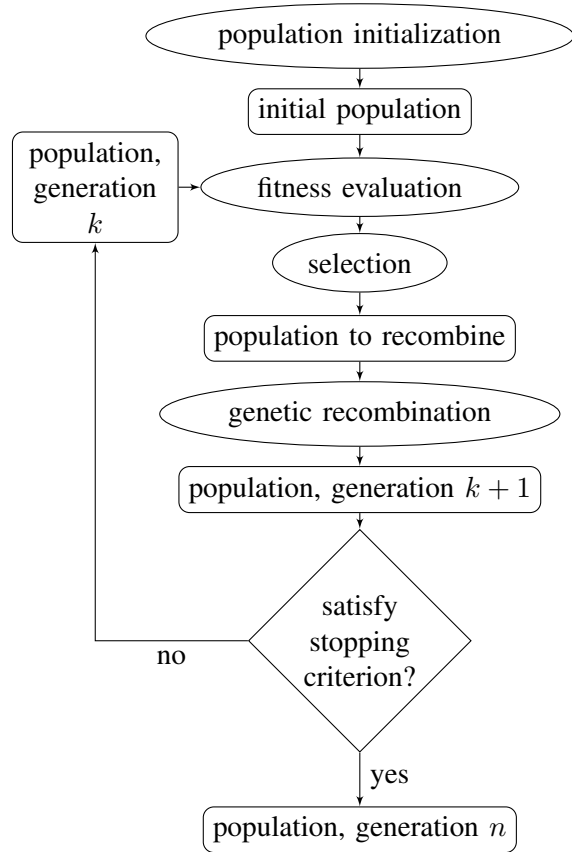 population initialization
initial population
population,
generation
k
fitness evaluation
selection
population to recombine
genetic recombination
population, generation k + 1
satisfy
stopping
criterion?
no
yes
population, generation n